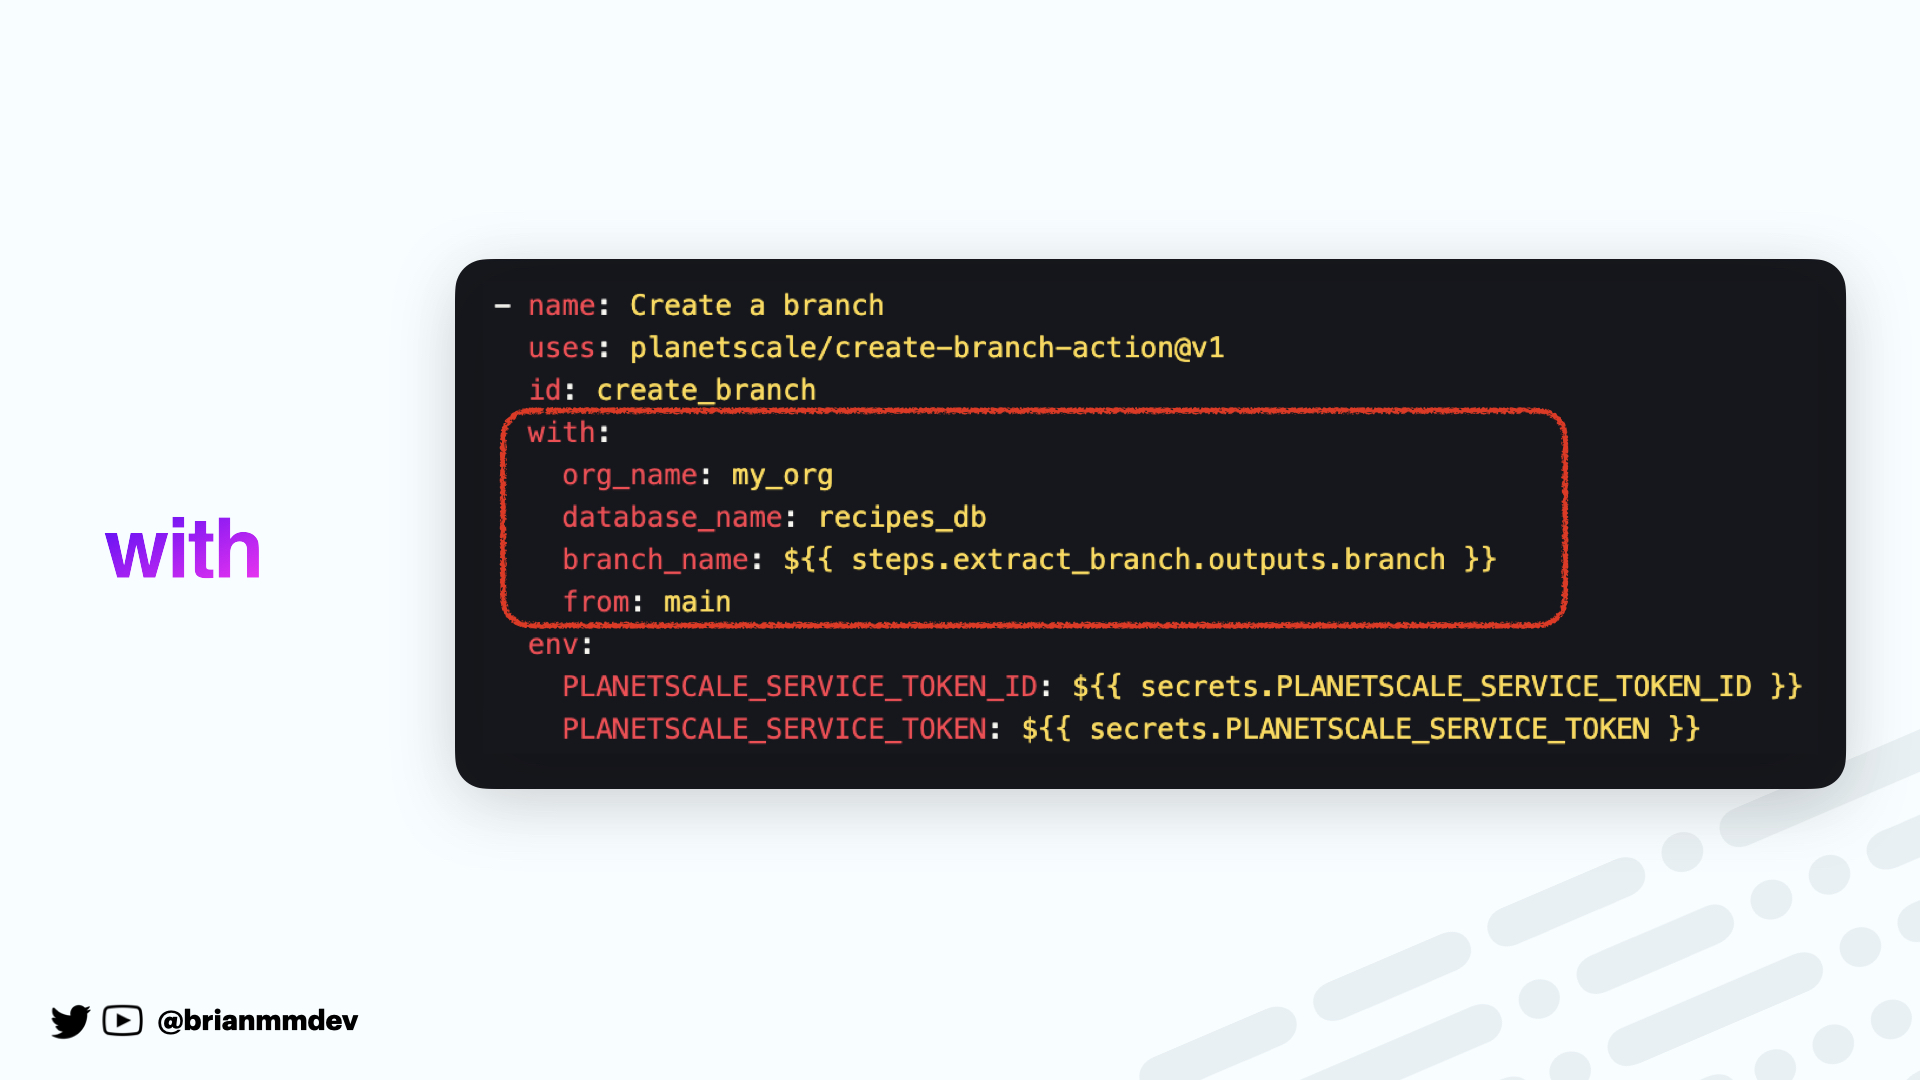 with
- name: Create a branch
uses: planetscale/create-branch-action@v1
id: create_branch
with:
org_name: my_org
database_name: recipes_db
branch_name: ${{ steps.extract_branch.outputs.branch }}
from: main
env:
PLANETSCALE_SERVICE_TOKEN_ID: ${{ secrets.PLANETSCALE_SERVICE_TOKEN_ID }}
PLANETSCALE_SERVICE_TOKEN: ${{ secrets.PLANETSCALE_SERVICE_TOKEN }}
@brianmmdev